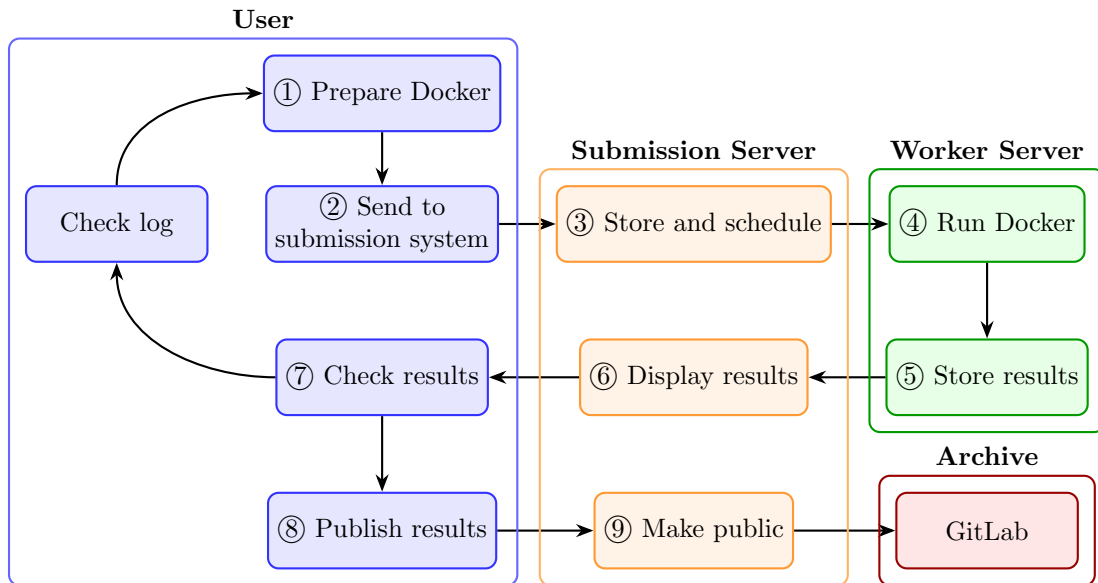 User
① Prepare Docker
Submission Server
Worker Server
Check log
② Send to
submission system
③ Store and schedule
④ Run Docker
⑦ Check results
⑥ Display results
⑤ Store results
Archive
⑧ Publish results
⑨ Make public
GitLab